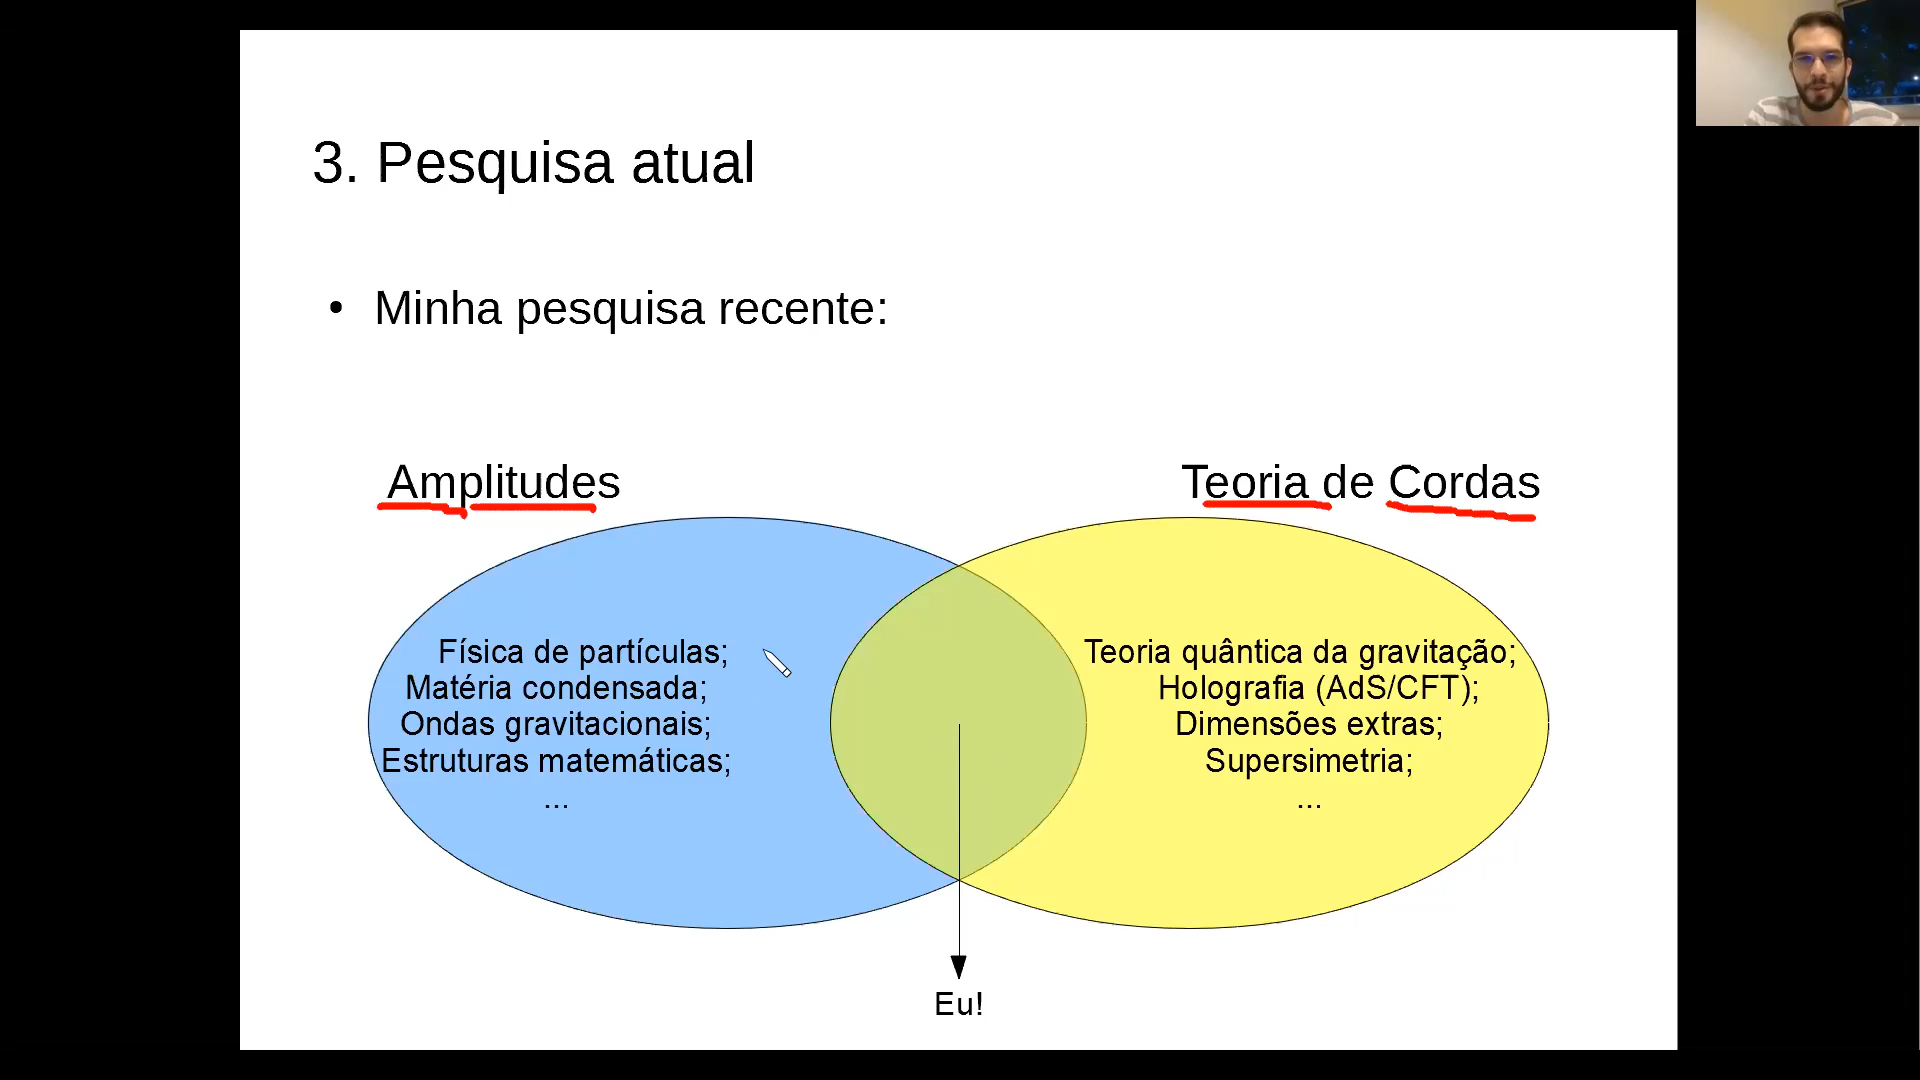 3. Pesquisa atual
• Minha pesquisa recente:
Amplitudes
Teoria de Cordas
Física de partículas;
Matéria condensada;
Ondas gravitacionais;
Estruturas matemáticas;
...
Teoria quântica da gravitação;
Holografia (AdS/CFT);
Dimensões extras;
Supersimetria;
...
Eu!